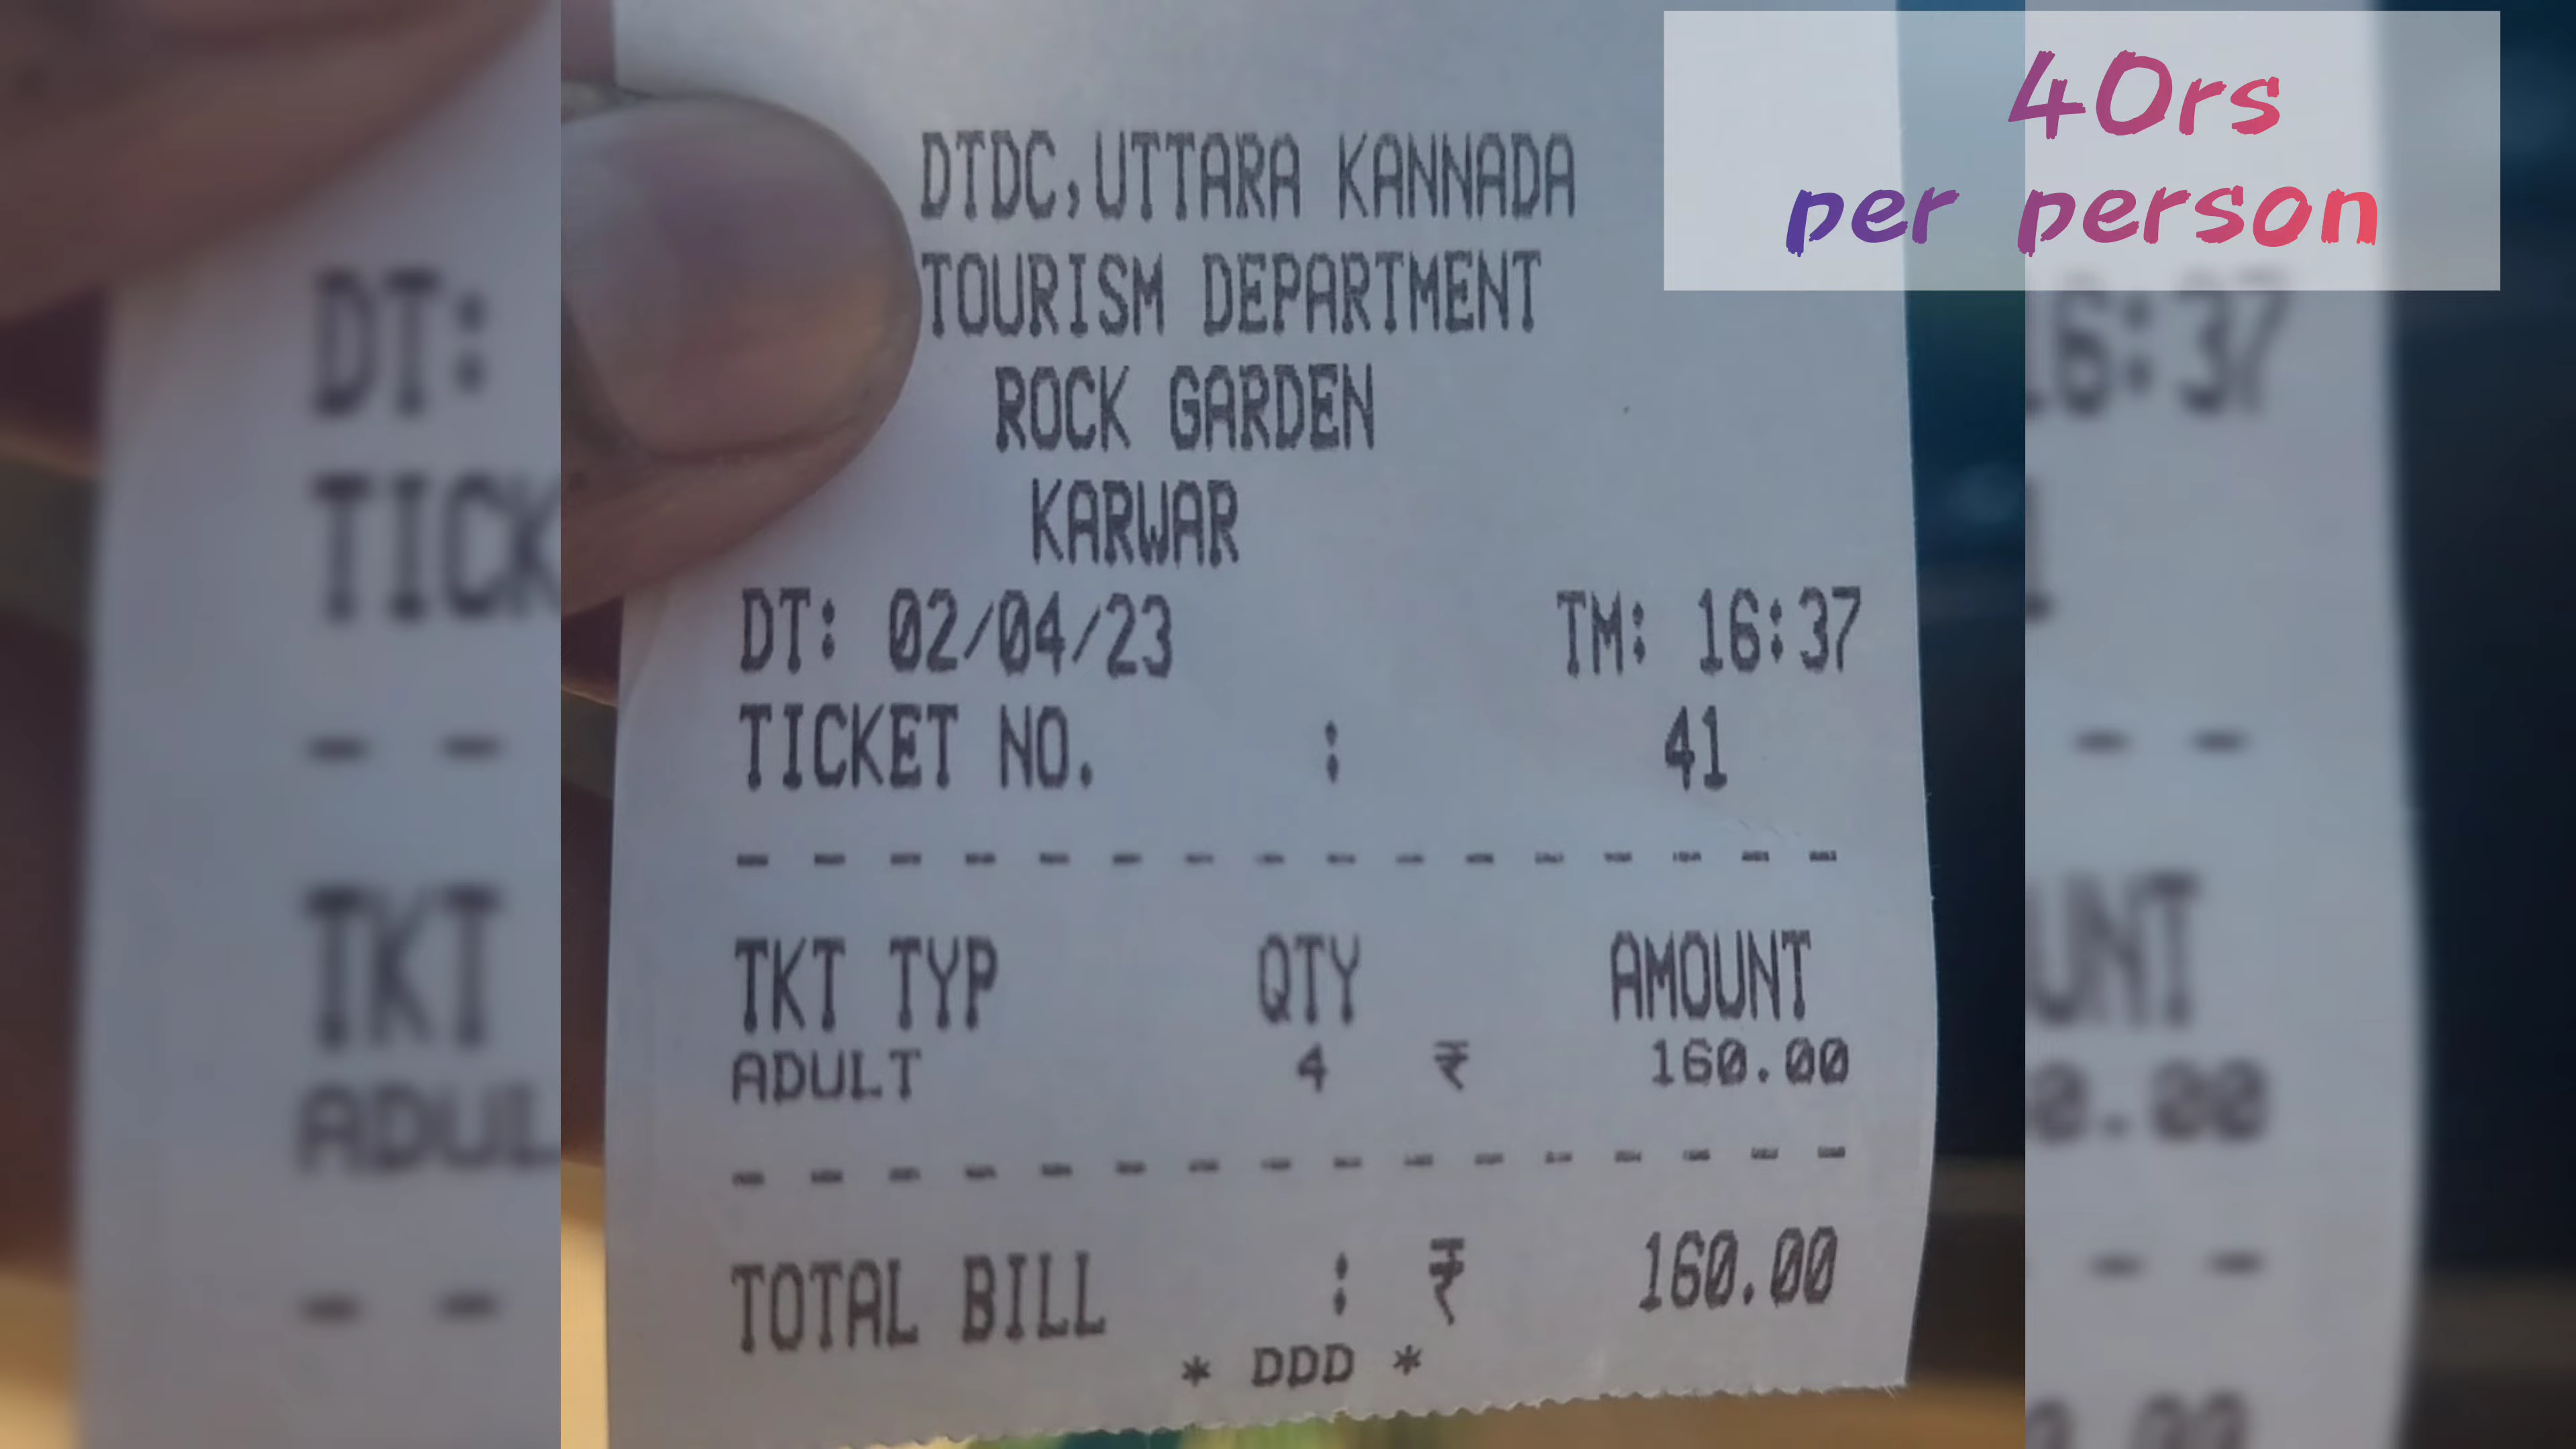 40rs
per person
DTDC,UTTARA KANNADA
TOURISM DEPARTMENT
ROCK GARDEN
KARWAR
DT: 02/04/23 TM: 16:37
TICKET NO. : 41
TKT TYP QTY AMOUNT
ADULT 4 ₹ 160.00
TOTAL BILL : ₹ 160.00
* DDD *